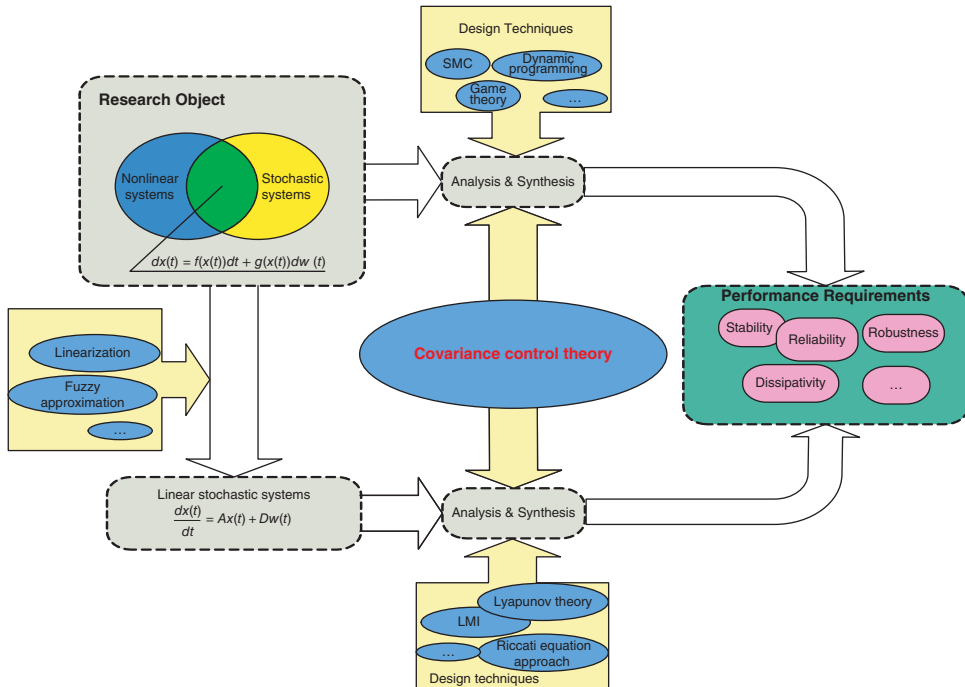 Design Techniques
SMC
Dynamic
programming
Game
theory
...
Research Object
Nonlinear
systems
Stochastic
systems
dx(t) = f(x(t))dt + g(x(t))dw (t)
Analysis & Synthesis
Linearization
Fuzzy
approximation
...
Covariance control theory
Performance Requirements
Stability
Reliability
Robustness
Dissipativity
...
Linear stochastic systems
dx(t)
dt
= Ax(t) + Dw(t)
Analysis & Synthesis
Lyapunov theory
LMI
...
Riccati equation
approach
Design techniques